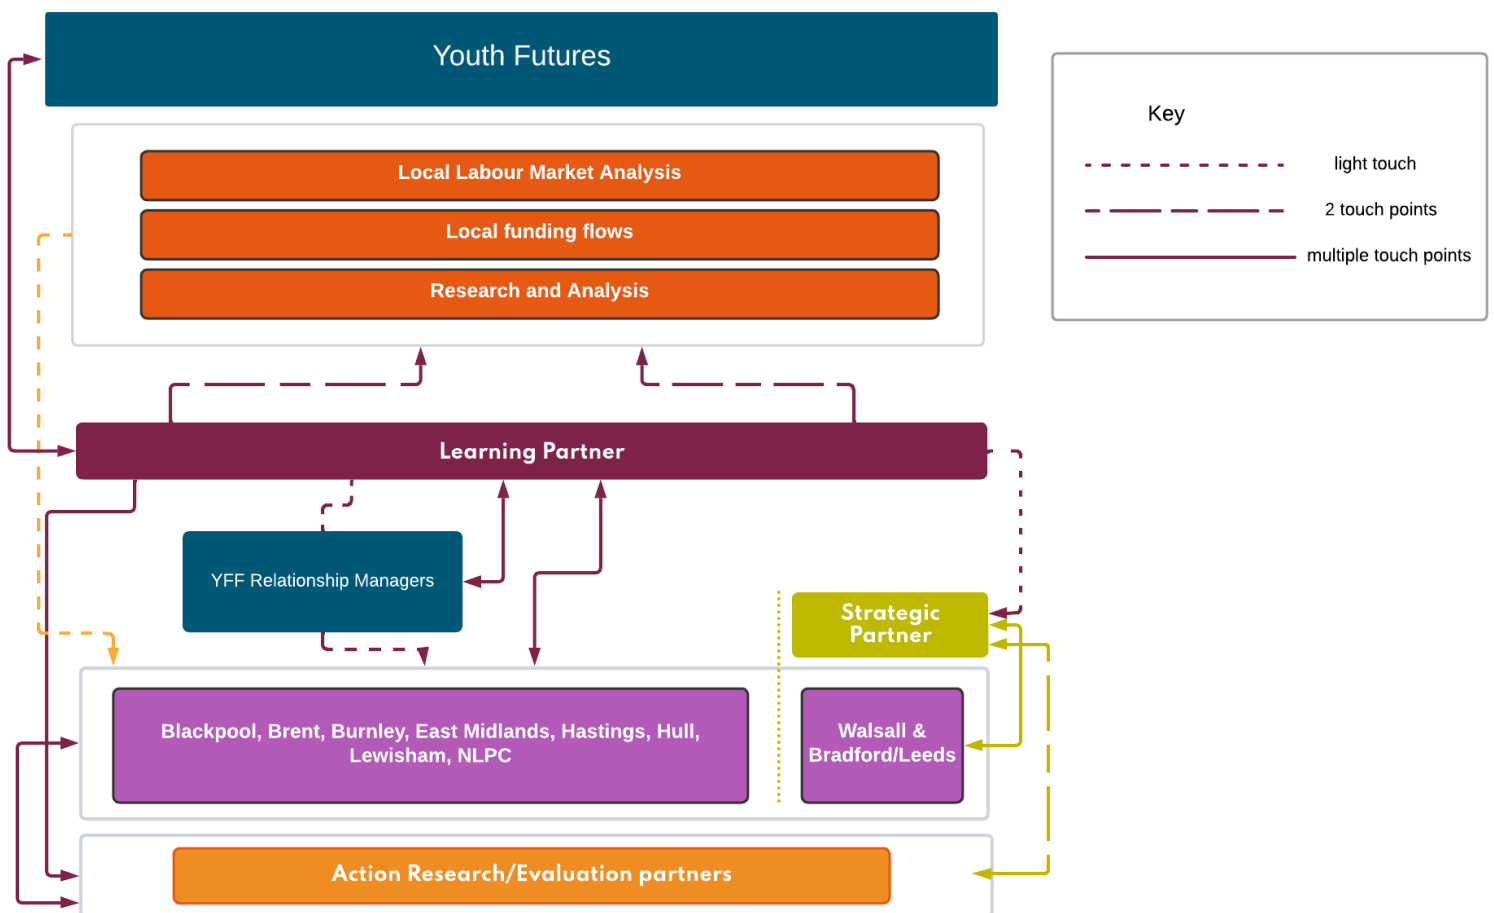 Youth Futures
Key
light touch
2 touch points
multiple touch points
Local Labour Market Analysis
Local funding flows
Research and Analysis
Learning Partner
YFF Relationship Managers
Strategic
Partner
Blackpool, Brent, Burnley, East Midlands, Hastings, Hull,
Lewisham, NLPC
Walsall &
Bradford/Leeds
Action Research/Evaluation partners